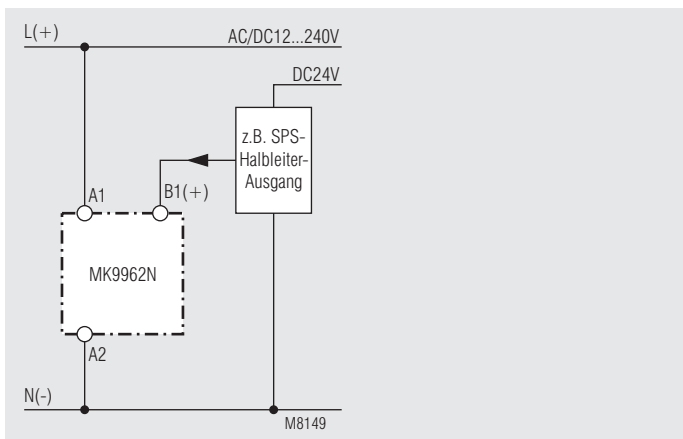 L(+)
AC/DC12...240V
DC24V
z.B. SPS-
Halbleiter-
Ausgang
A1
B1(+)
MK9962N
A2
N(-)
M8149